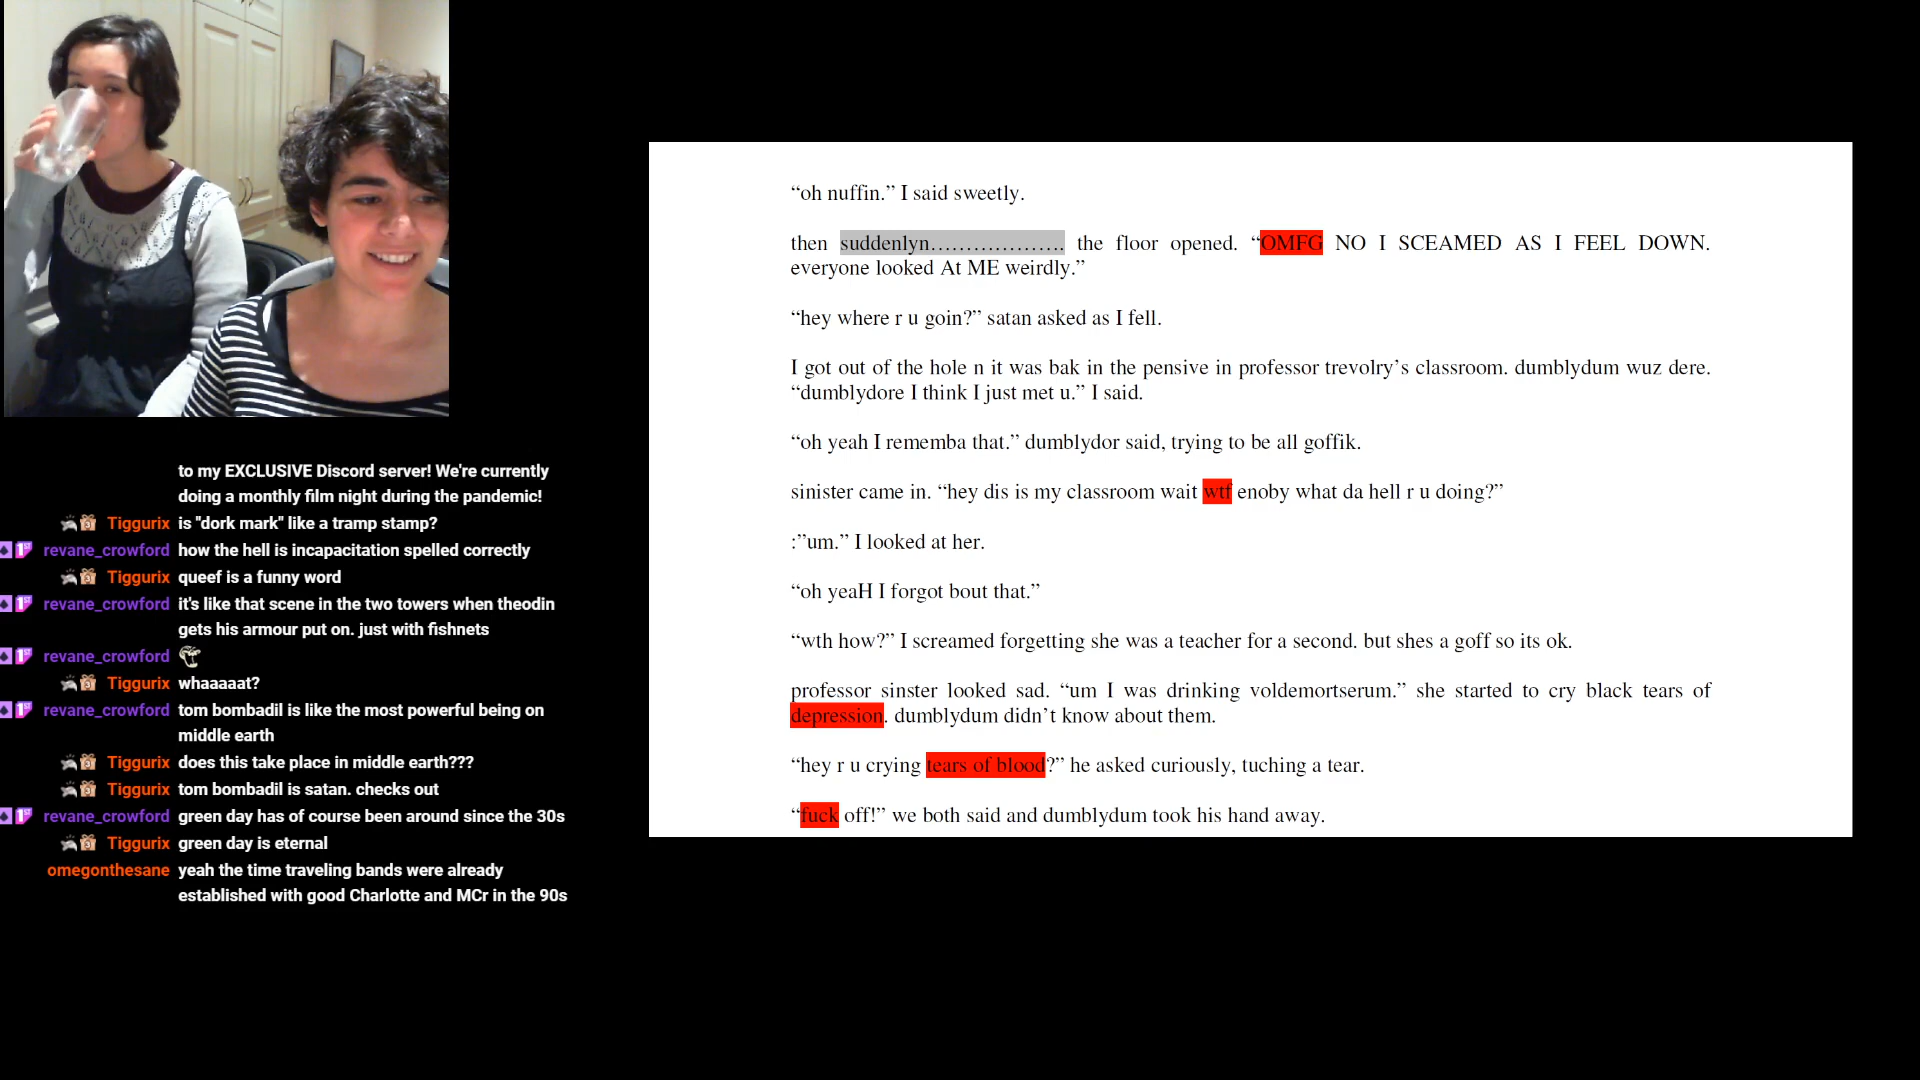 to my EXCLUSIVE Discord server! We're currently
doing a monthly film night during the pandemic!
Tiggurix is "dork mark" like a tramp stamp?
revane_crowford how the hell is incapacitation spelled correctly
Tiggurix queef is a funny word
revane_crowford it's like that scene in the two towers when theodin
gets his armour put on. just with fishnets
revane_crowford
Tiggurix whaaaaat?
revane_crowford tom bombadil is like the most powerful being on
middle earth
Tiggurix does this take place in middle earth???
Tiggurix tom bombadil is satan. checks out
revane_crowford green day has of course been around since the 30s
Tiggurix green day is eternal
omegonthesane yeah the time traveling bands were already
established with good Charlotte and MCr in the 90s
“oh nuffin.” I said sweetly.
then suddenlyn………………. the floor opened. “OMFG NO I SCEAMED AS I FEEL DOWN.
everyone looked At ME weirdly.”
“hey where r u goin?” satan asked as I fell.
I got out of the hole n it was bak in the pensive in professor trevolry’s classroom. dumblydum wuz dere.
“dumblydore I think I just met u.” I said.
“oh yeah I rememba that.” dumblydor said, trying to be all goffik.
sinister came in. “hey dis is my classroom wait wtf enoby what da hell r u doing?”
:”um.” I looked at her.
“oh yeaH I forgot bout that.”
“wth how?” I screamed forgetting she was a teacher for a second. but shes a goff so its ok.
professor sinster looked sad. “um I was drinking voldemortserum.” she started to cry black tears of
depression. dumblydum didn’t know about them.
“hey r u crying tears of blood?” he asked curiously, tuching a tear.
“fuck off!” we both said and dumblydum took his hand away.